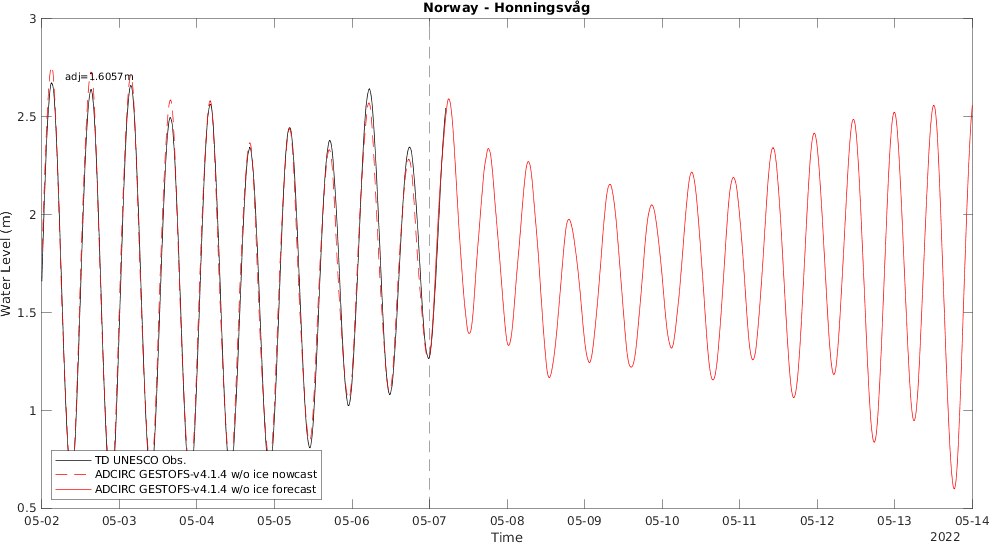 Norway - Honningsvåg
3
2.5
2
1.5
1
0.5
Water Level (m)
adj=1.6057m
TD UNESCO Obs.
ADCIRC GESTOFS-v4.1.4 w/o ice nowcast
ADCIRC GESTOFS-v4.1.4 w/o ice forecast
05-02 05-03 05-04 05-05 05-06 05-07 05-08 05-09 05-10 05-11 05-12 05-13 05-14
Time
2022